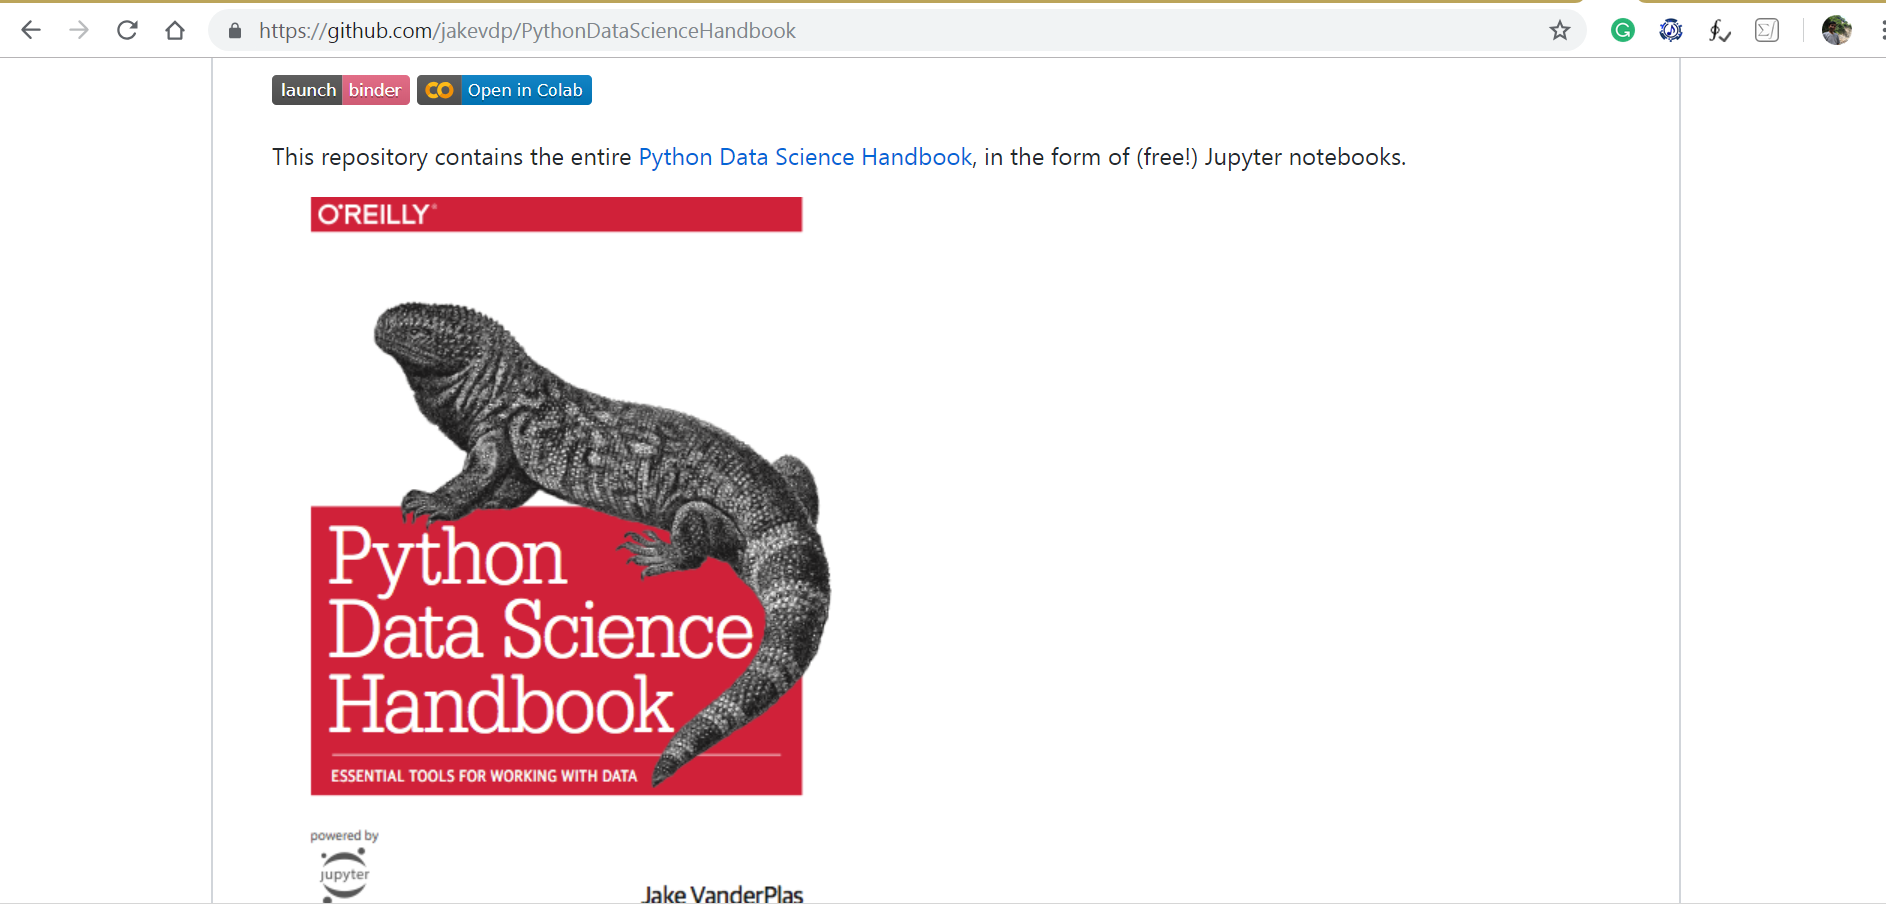 https://github.com/jakevdp/PythonDataScienceHandbook
launch binder Open in Colab
This repository contains the entire Python Data Science Handbook, in the form of (free!) Jupyter notebooks.
O'REILLY®
Python
Data Science
Handbook
ESSENTIAL TOOLS FOR WORKING WITH DATA
powered by
jupyter
Jake VanderPlas